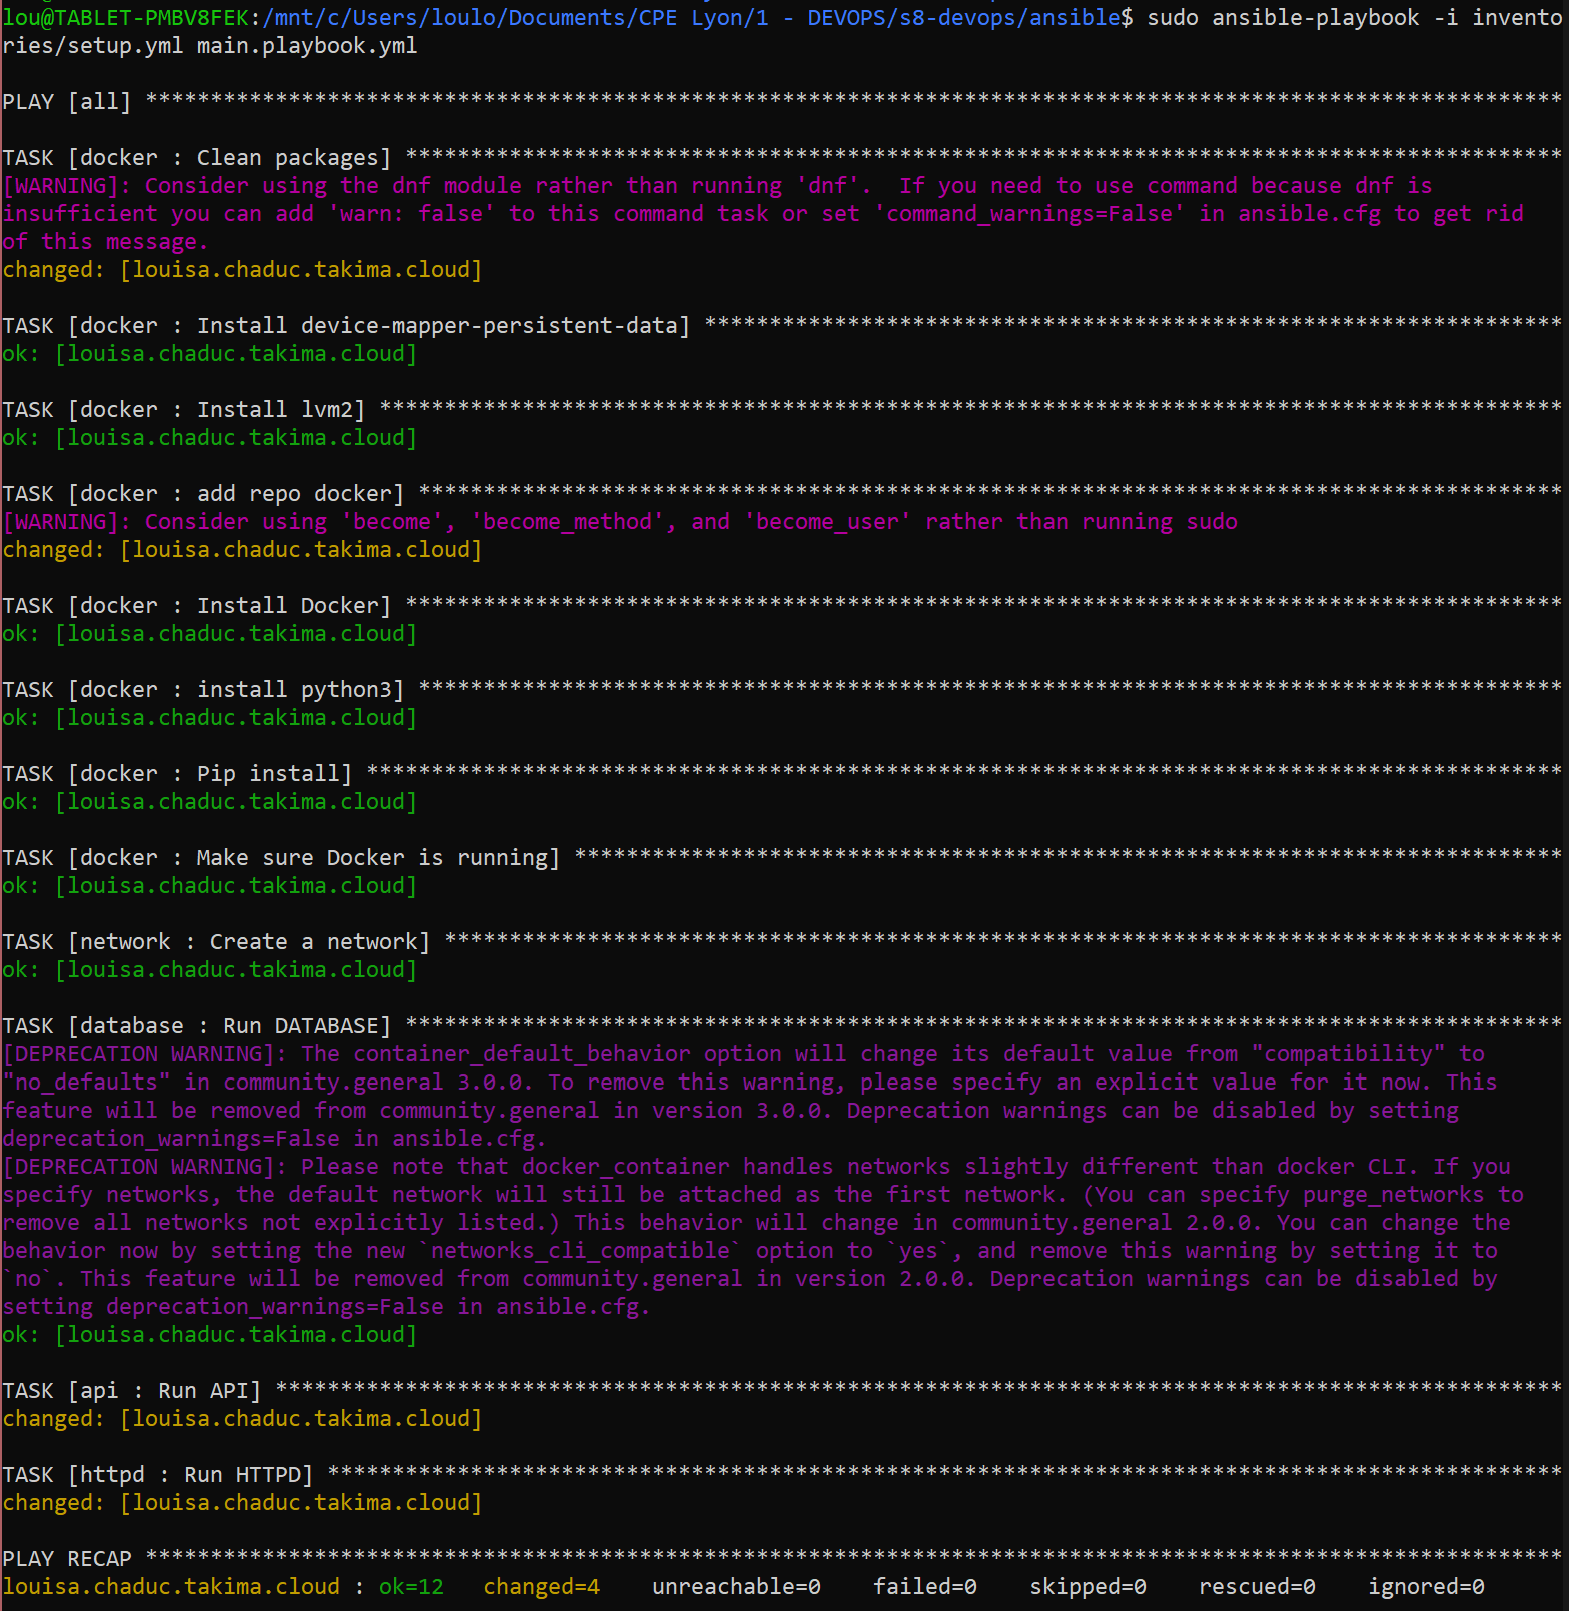 lou@TABLET-PMBV8FEK:/mnt/c/Users/loulo/Documents/CPE Lyon/1 - DEVOPS/s8-devops/ansible$ sudo ansible-playbook -i invento
ries/setup.yml main.playbook.yml
PLAY [all] *************************************************************************************************************
TASK [docker : Clean packages] *****************************************************************************************
[WARNING]: Consider using the dnf module rather than running 'dnf'.  If you need to use command because dnf is
insufficient you can add 'warn: false' to this command task or set 'command_warnings=False' in ansible.cfg to get rid
of this message.
changed: [louisa.chaduc.takima.cloud]
TASK [docker : Install device-mapper-persistent-data] ******************************************************************
ok: [louisa.chaduc.takima.cloud]
TASK [docker : Install lvm2] *******************************************************************************************
ok: [louisa.chaduc.takima.cloud]
TASK [docker : add repo docker] ****************************************************************************************
[WARNING]: Consider using 'become', 'become_method', and 'become_user' rather than running sudo
changed: [louisa.chaduc.takima.cloud]
TASK [docker : Install Docker] *****************************************************************************************
ok: [louisa.chaduc.takima.cloud]
TASK [docker : install python3] ****************************************************************************************
ok: [louisa.chaduc.takima.cloud]
TASK [docker : Pip install] ********************************************************************************************
ok: [louisa.chaduc.takima.cloud]
TASK [docker : Make sure Docker is running] ****************************************************************************
ok: [louisa.chaduc.takima.cloud]
TASK [network : Create a network] **************************************************************************************
ok: [louisa.chaduc.takima.cloud]
TASK [database : Run DATABASE] *****************************************************************************************
[DEPRECATION WARNING]: The container_default_behavior option will change its default value from "compatibility" to
"no_defaults" in community.general 3.0.0. To remove this warning, please specify an explicit value for it now. This
feature will be removed from community.general in version 3.0.0. Deprecation warnings can be disabled by setting
deprecation_warnings=False in ansible.cfg.
[DEPRECATION WARNING]: Please note that docker_container handles networks slightly different than docker CLI. If you
specify networks, the default network will still be attached as the first network. (You can specify purge_networks to
remove all networks not explicitly listed.) This behavior will change in community.general 2.0.0. You can change the
behavior now by setting the new `networks_cli_compatible` option to `yes`, and remove this warning by setting it to
`no`. This feature will be removed from community.general in version 2.0.0. Deprecation warnings can be disabled by
setting deprecation_warnings=False in ansible.cfg.
ok: [louisa.chaduc.takima.cloud]
TASK [api : Run API] ***************************************************************************************************
changed: [louisa.chaduc.takima.cloud]
TASK [httpd : Run HTTPD] ***********************************************************************************************
changed: [louisa.chaduc.takima.cloud]
PLAY RECAP *************************************************************************************************************
louisa.chaduc.takima.cloud : ok=12   changed=4    unreachable=0    failed=0    skipped=0    rescued=0    ignored=0